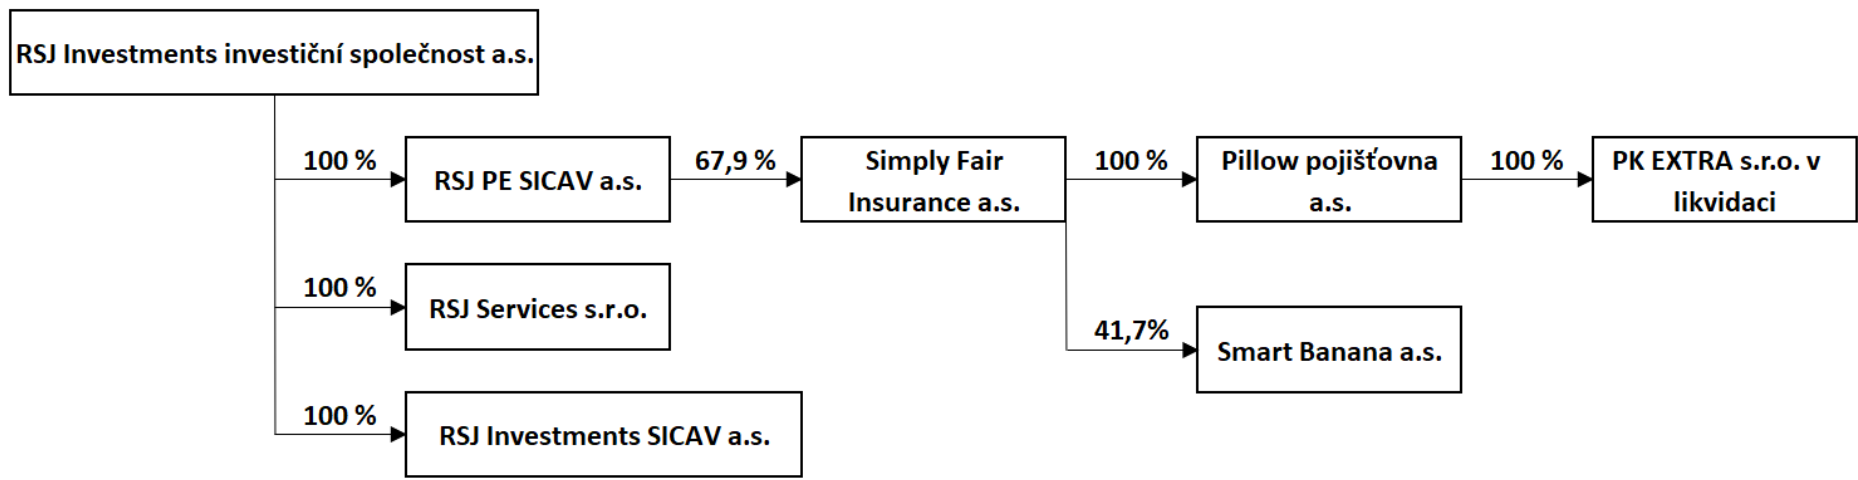 RSJ Investments investiční společnost a.s.
100 %
RSJ PE SICAV a.s.
67,9 %
Simply Fair
Insurance a.s.
100 %
Pillow pojišťovna
a.s.
100 %
PK EXTRA s.r.o. v
likvidaci
100 %
RSJ Services s.r.o.
41,7%
Smart Banana a.s.
100 %
RSJ Investments SICAV a.s.